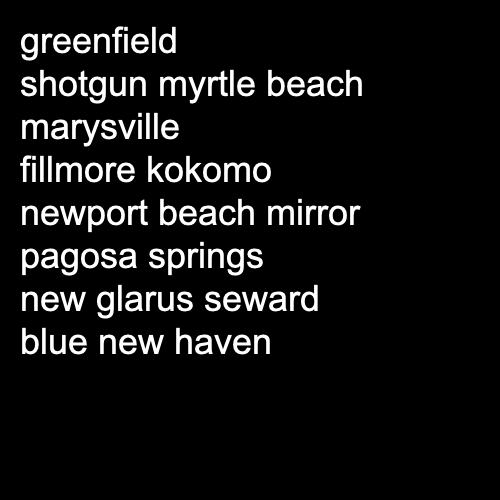 greenfield
shotgun myrtle beach
marysville
fillmore kokomo
newport beach mirror
pagosa springs
new glarus seward
blue new haven